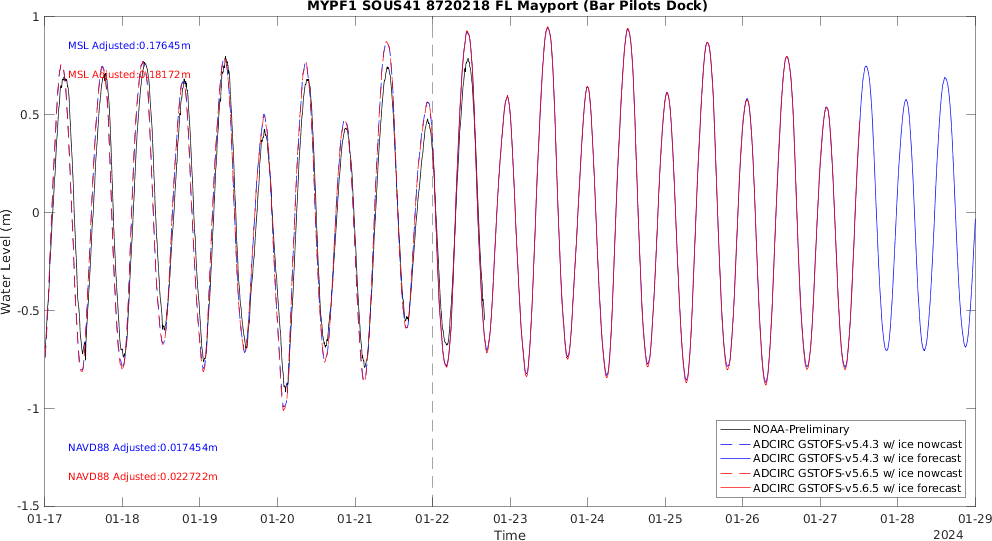 MYPF1 SOUS41 8720218 FL Mayport (Bar Pilots Dock)
1
0.5
0
-0.5
-1
-1.5
Water Level (m)
MSL Adjusted:0.17645m
MSL Adjusted:0.18172m
NAVD88 Adjusted:0.017454m
NAVD88 Adjusted:0.022722m
NOAA-Preliminary
ADCIRC GSTOFS-v5.4.3 w/ ice nowcast
ADCIRC GSTOFS-v5.4.3 w/ ice forecast
ADCIRC GSTOFS-v5.6.5 w/ ice nowcast
ADCIRC GSTOFS-v5.6.5 w/ ice forecast
01-17 01-18 01-19 01-20 01-21 01-22 01-23 01-24 01-25 01-26 01-27 01-28 01-29
Time
2024